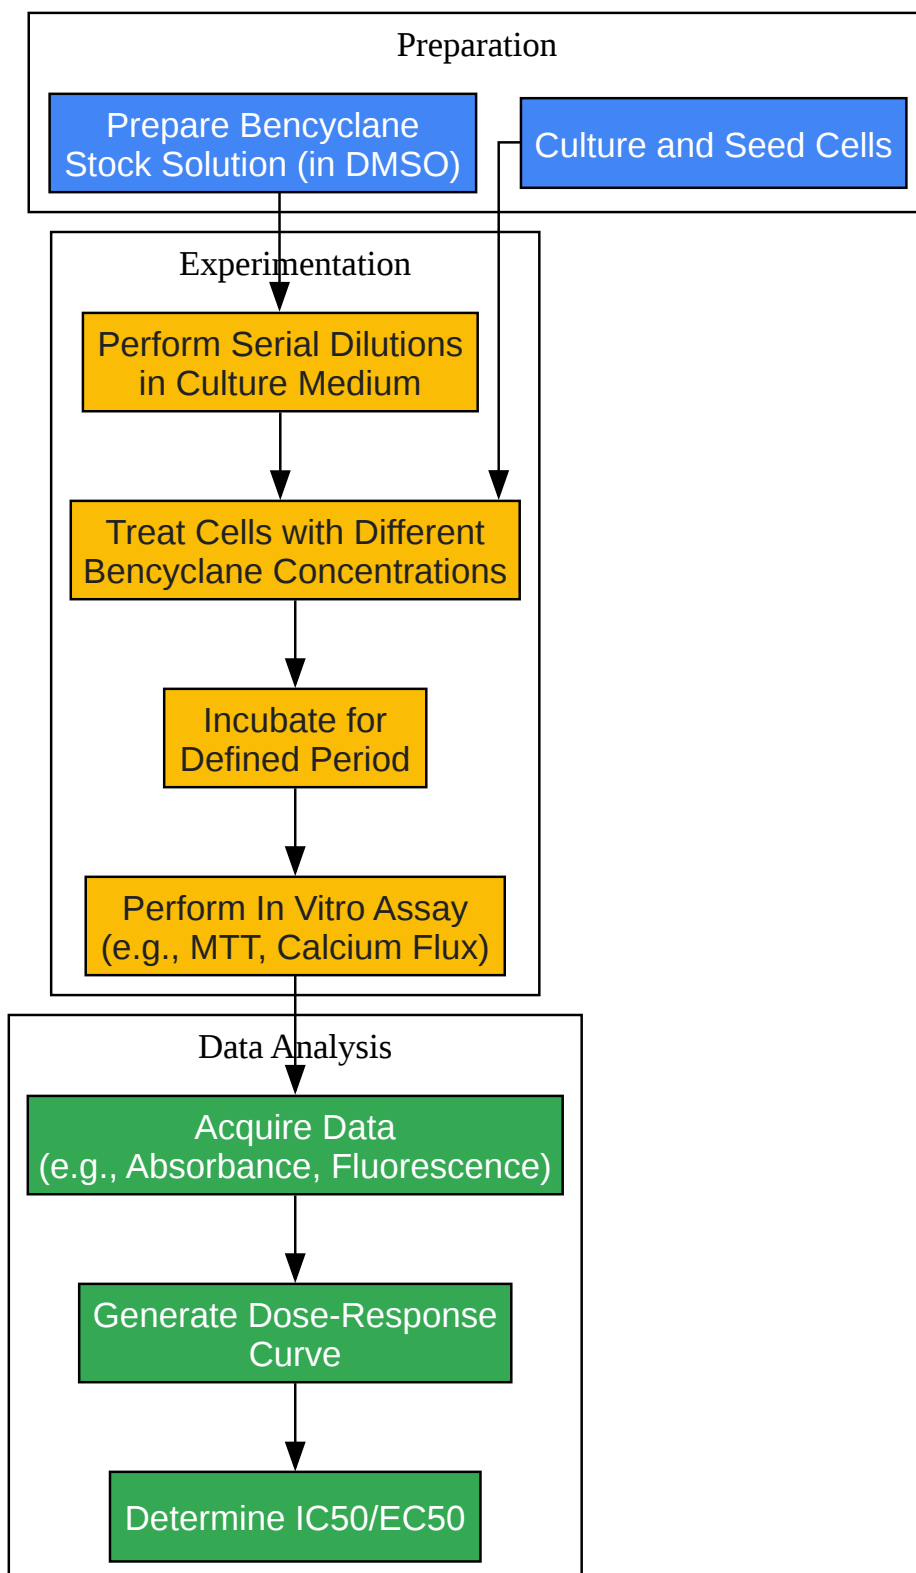 Preparation
Prepare Bencyclane
Stock Solution (in DMSO)
Culture and Seed Cells
Experimentation
Perform Serial Dilutions
in Culture Medium
Treat Cells with Different
Bencyclane Concentrations
Incubate for
Defined Period
Perform In Vitro Assay
(e.g., MTT, Calcium Flux)
Data Analysis
Acquire Data
(e.g., Absorbance, Fluorescence)
Generate Dose-Response
Curve
Determine IC50/EC50